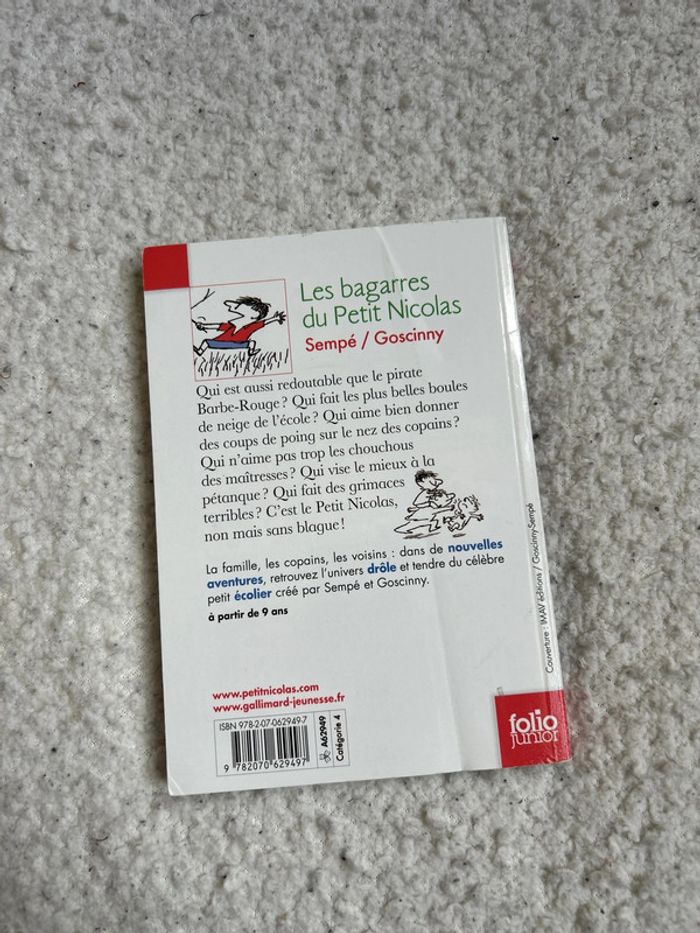 Les bagarres
du Petit Nicolas
Sempé / Goscinny
Qui est aussi redoutable que le pirate
Barbe-Rouge ? Qui fait les plus belles boules
de neige de l'école ? Qui aime bien donner
des coups de poing sur le nez des copains ?
Qui n'aime pas trop les chouchous
des maîtresses ? Qui vise le mieux à la
pétanque ? Qui fait des grimaces
terribles ? C'est le Petit Nicolas,
non mais sans blague !
La famille, les copains, les voisins : dans de nouvelles
aventures, retrouvez l'univers drôle et tendre du célèbre
petit écolier créé par Sempé et Goscinny.
à partir de 9 ans
www.petitnicolas.com
www.gallimard-jeunesse.fr
ISBN 978-2-07-062949-7
9 782070 629497
A62949
Catégorie 4
Couverture : IMAV éditions / Goscinny-Sempé
folio
junior